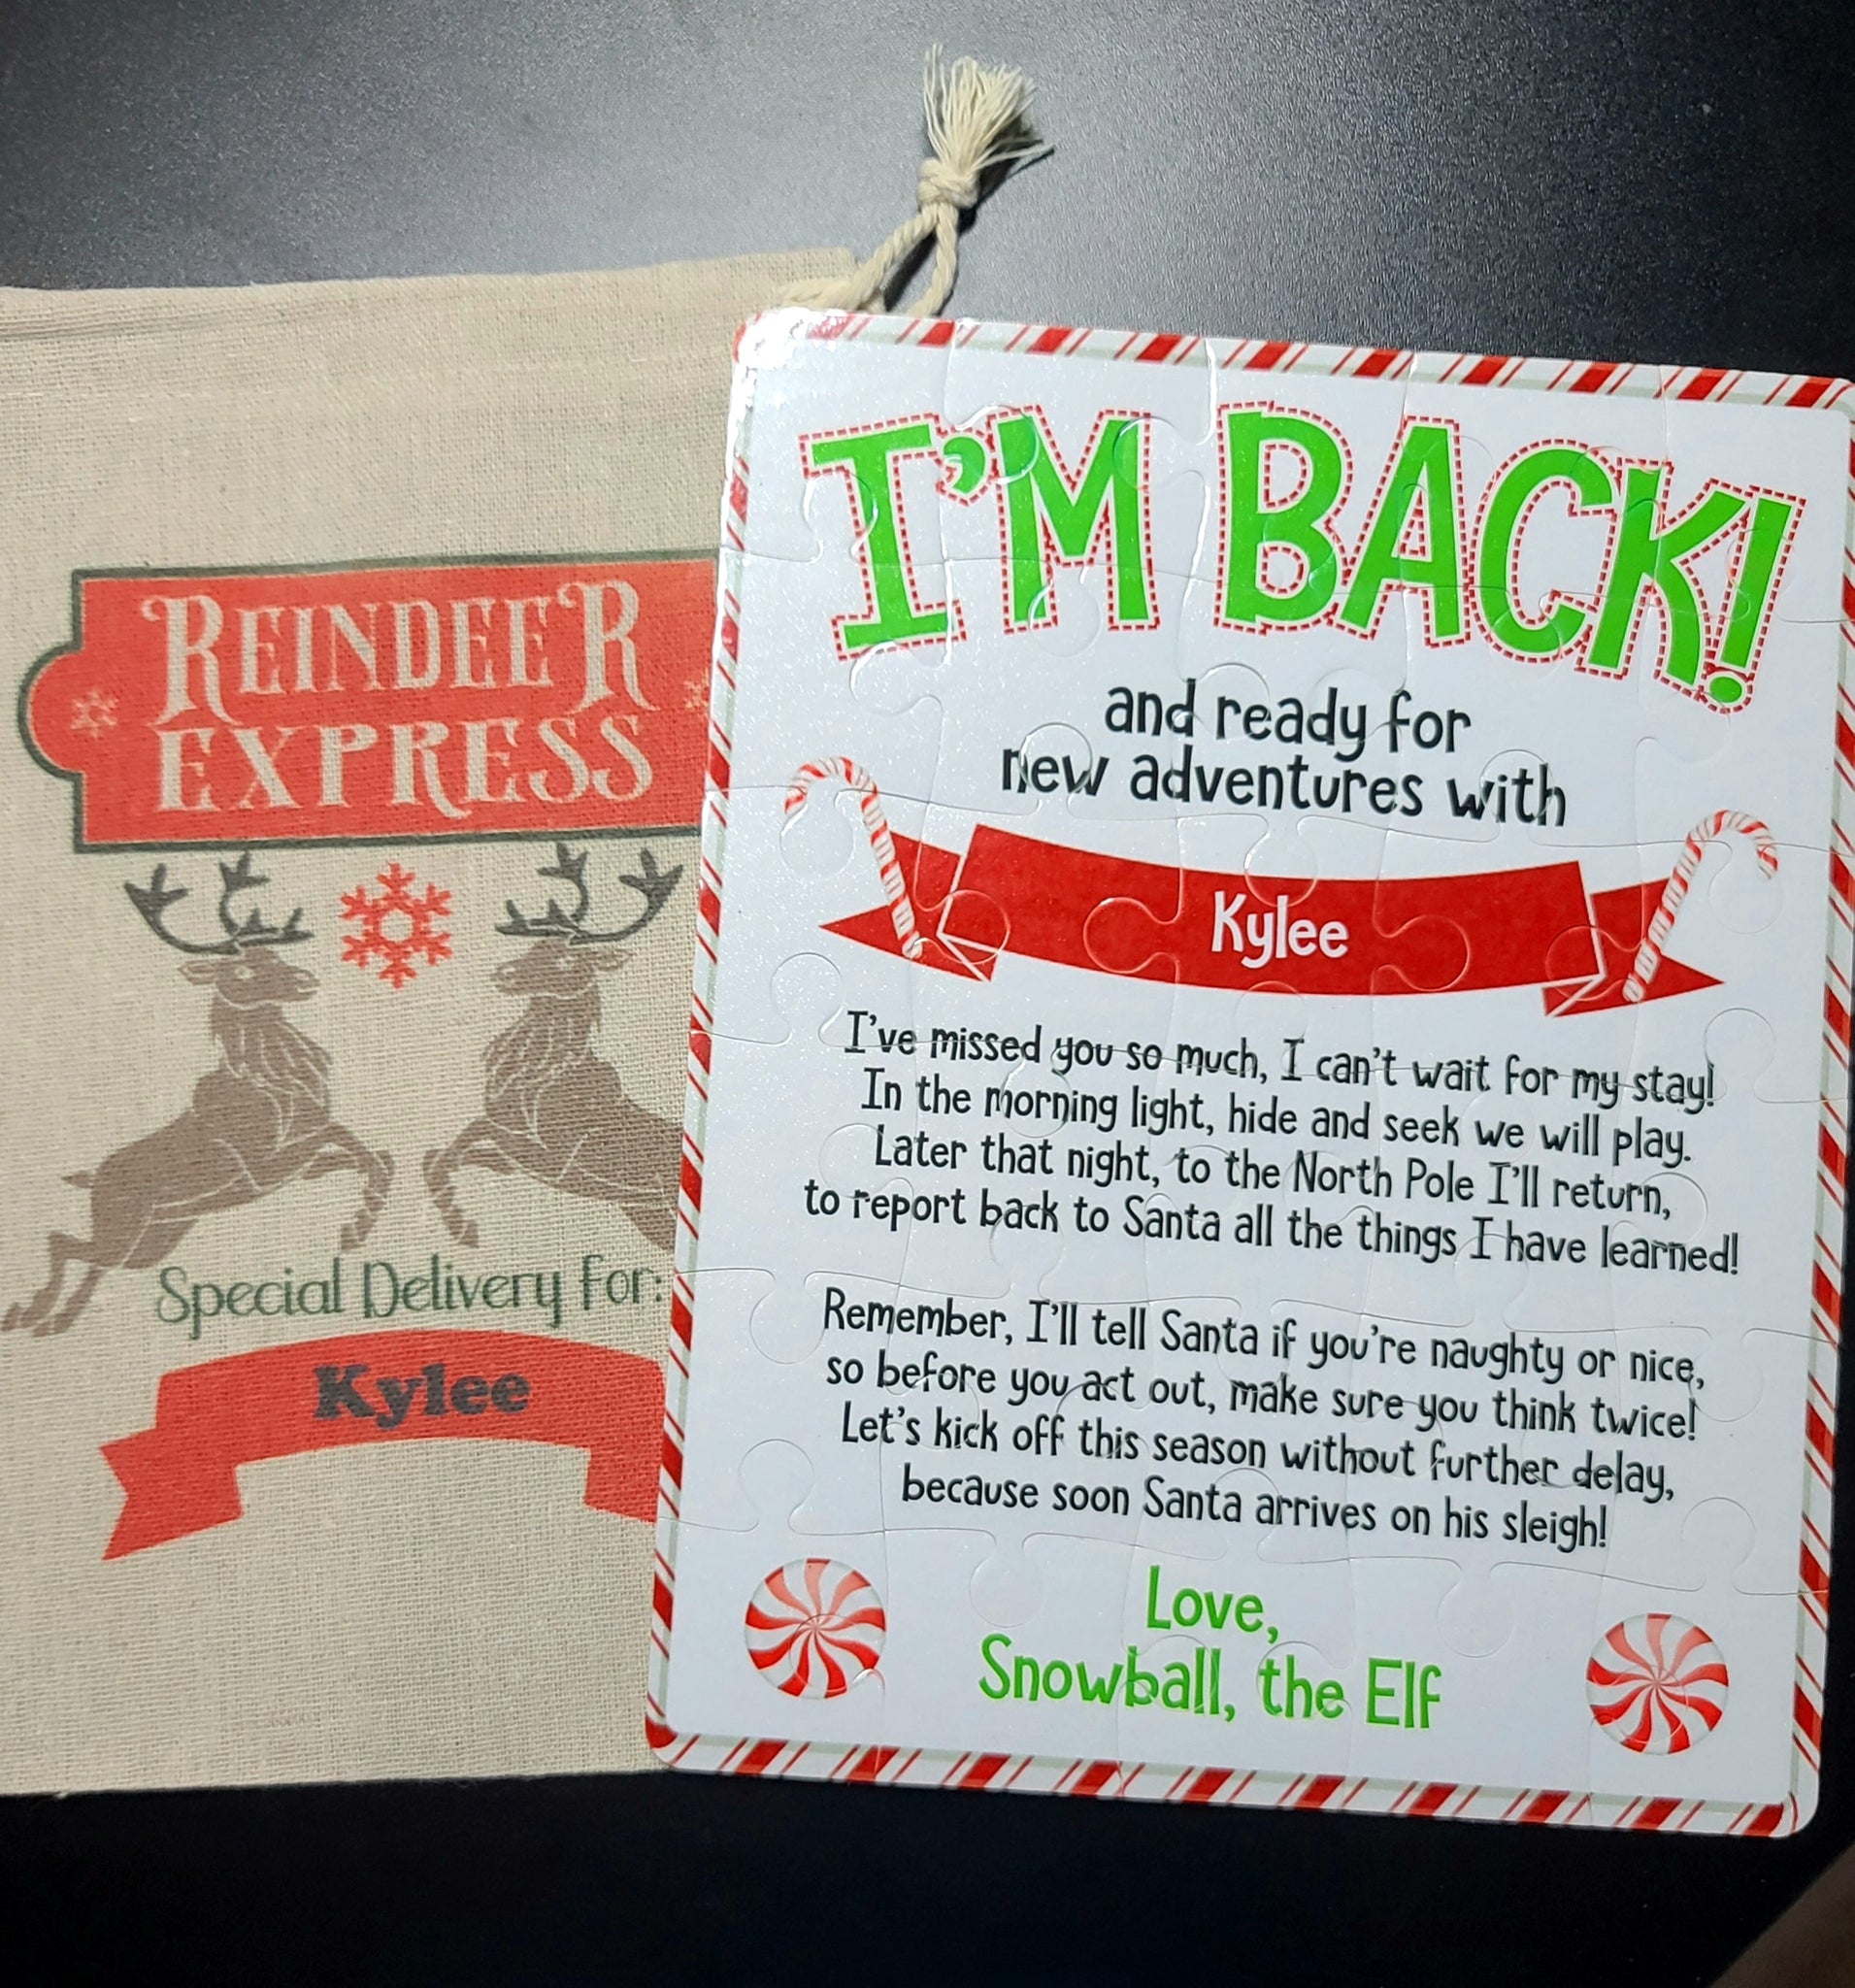 REINDEER
EXPRESS
Special Delivery For:
Kylee
I'M BACK!
and ready for
new adventures with
Kylee
I've missed you so much, I can't wait for my stay!
In the morning light, hide and seek we will play.
Later that night, to the North Pole I'll return,
to report back to Santa all the things I have learned!
Remember, I'll tell Santa if you're naughty or nice,
so before you act out, make sure you think twice!
Let's kick off this season without further delay,
because soon Santa arrives on his sleigh!
Love,
Snowball, the Elf